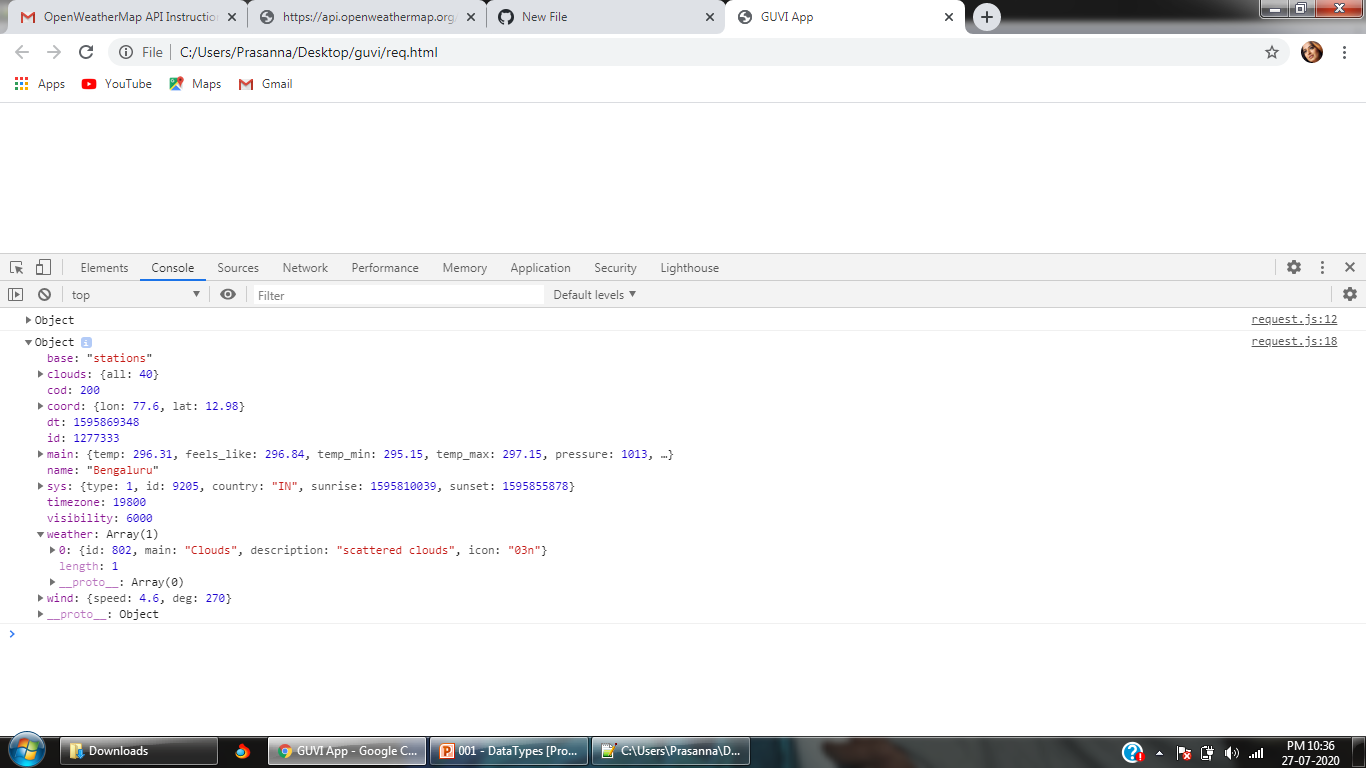 OpenWeatherMap API Instructio
https://api.openweathermap.org/
New File
GUVI App
File C:/Users/Prasanna/Desktop/guvi/req.html
Apps YouTube Maps Gmail
Elements Console Sources Network Performance Memory Application Security Lighthouse
top Filter Default levels
Object request.js:12
Object request.js:18
base: "stations"
clouds: {all: 40}
cod: 200
coord: {lon: 77.6, lat: 12.98}
dt: 1595869348
id: 1277333
main: {temp: 296.31, feels_like: 296.84, temp_min: 295.15, temp_max: 297.15, pressure: 1013, …}
name: "Bengaluru"
sys: {type: 1, id: 9205, country: "IN", sunrise: 1595810039, sunset: 1595855878}
timezone: 19800
visibility: 6000
weather: Array(1)
0: {id: 802, main: "Clouds", description: "scattered clouds", icon: "03n"}
length: 1
__proto__: Array(0)
wind: {speed: 4.6, deg: 270}
__proto__: Object
Downloads
GUVI App - Google C...
001 - DataTypes [Pro...
C:\Users\Prasanna\D...
PM 10:36
27-07-2020